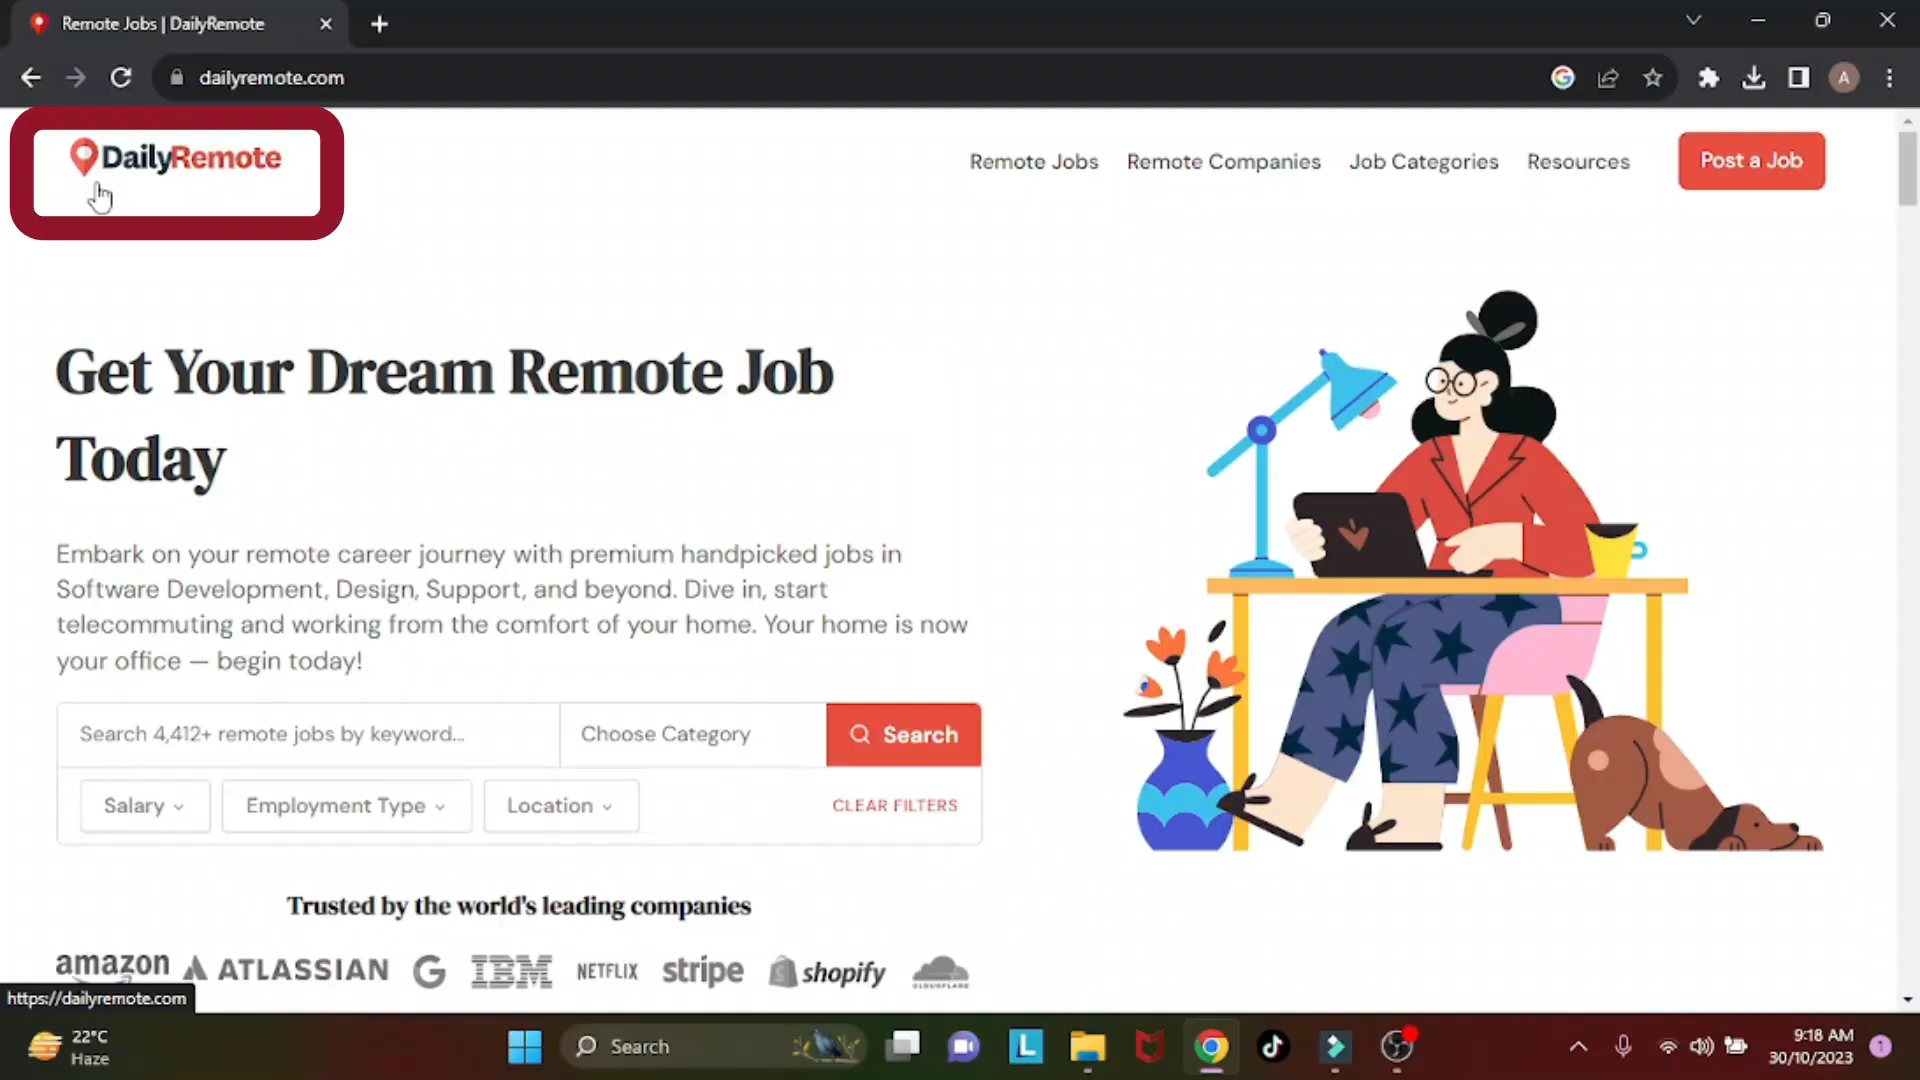 Remote Jobs | DailyRemote
dailyremote.com
A
DailyRemote
Remote Jobs
Remote Companies
Job Categories
Resources
Post a Job
Get Your Dream Remote Job
Today
Embark on your remote career journey with premium handpicked jobs in
Software Development, Design, Support, and beyond. Dive in, start
telecommuting and working from the comfort of your home. Your home is now
your office — begin today!
Search 4,412+ remote jobs by keyword...
Choose Category
Search
Salary
Employment Type
Location
CLEAR FILTERS
Trusted by the world's leading companies
amazon
ATLASSIAN
G
IBM
NETFLIX
stripe
shopify
CLOUDFLARE
https://dailyremote.com
22°C
Haze
Search
L
9:18 AM
30/10/2023
1